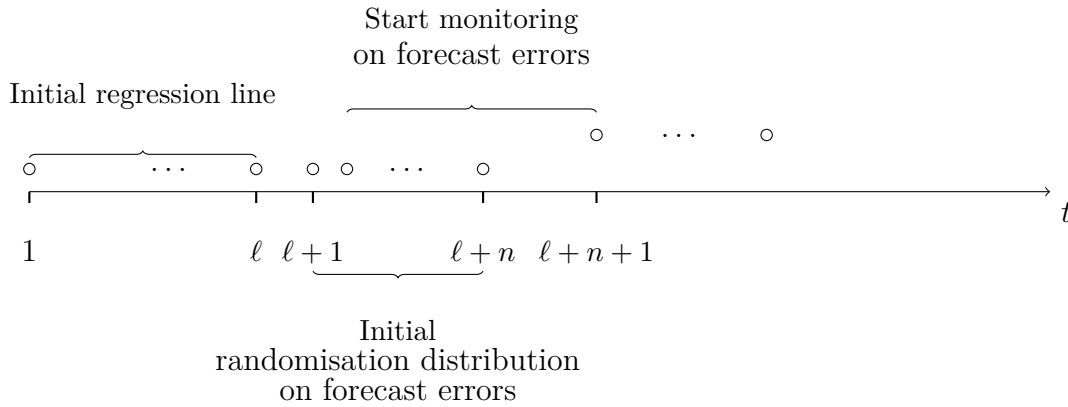 Start monitoring
on forecast errors
Initial regression line
· · · 
· · ·
· · ·
t
1 ℓ ℓ + 1 ℓ + n ℓ + n + 1
Initial
randomisation distribution
on forecast errors